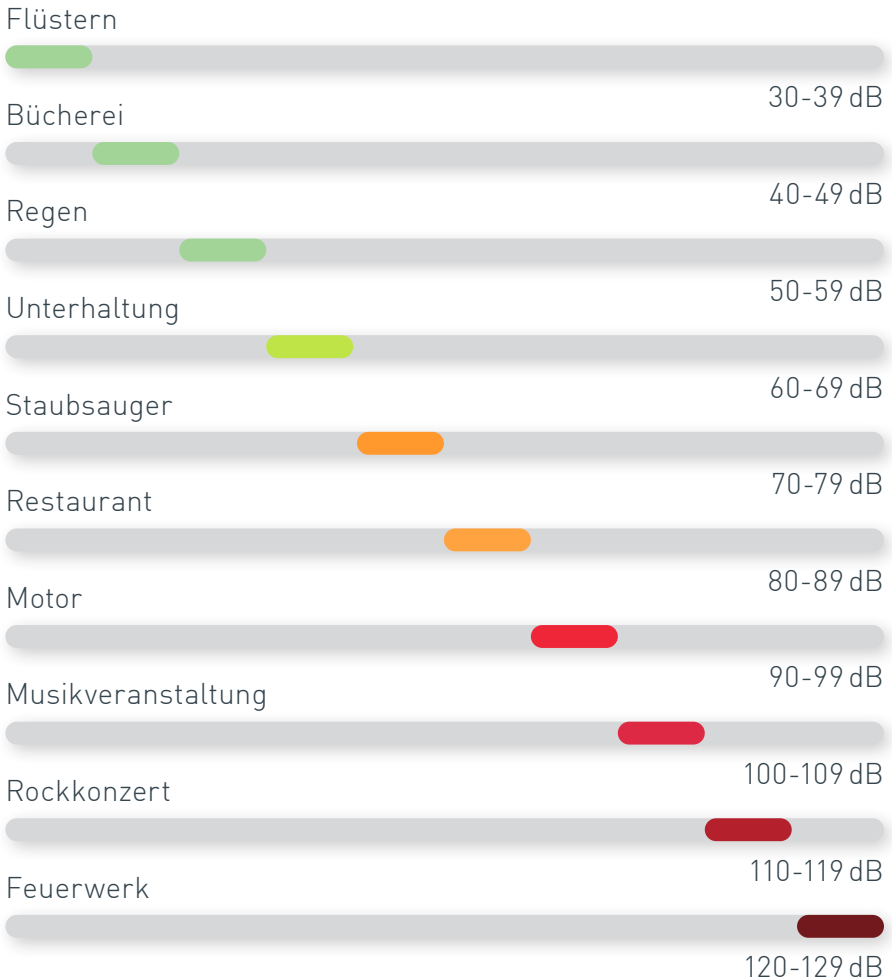 Flüstern
30-39 dB
Bücherei
40-49 dB
Regen
50-59 dB
Unterhaltung
60-69 dB
Staubsauger
70-79 dB
Restaurant
80-89 dB
Motor
90-99 dB
Musikveranstaltung
100-109 dB
Rockkonzert
110-119 dB
Feuerwerk
120-129 dB